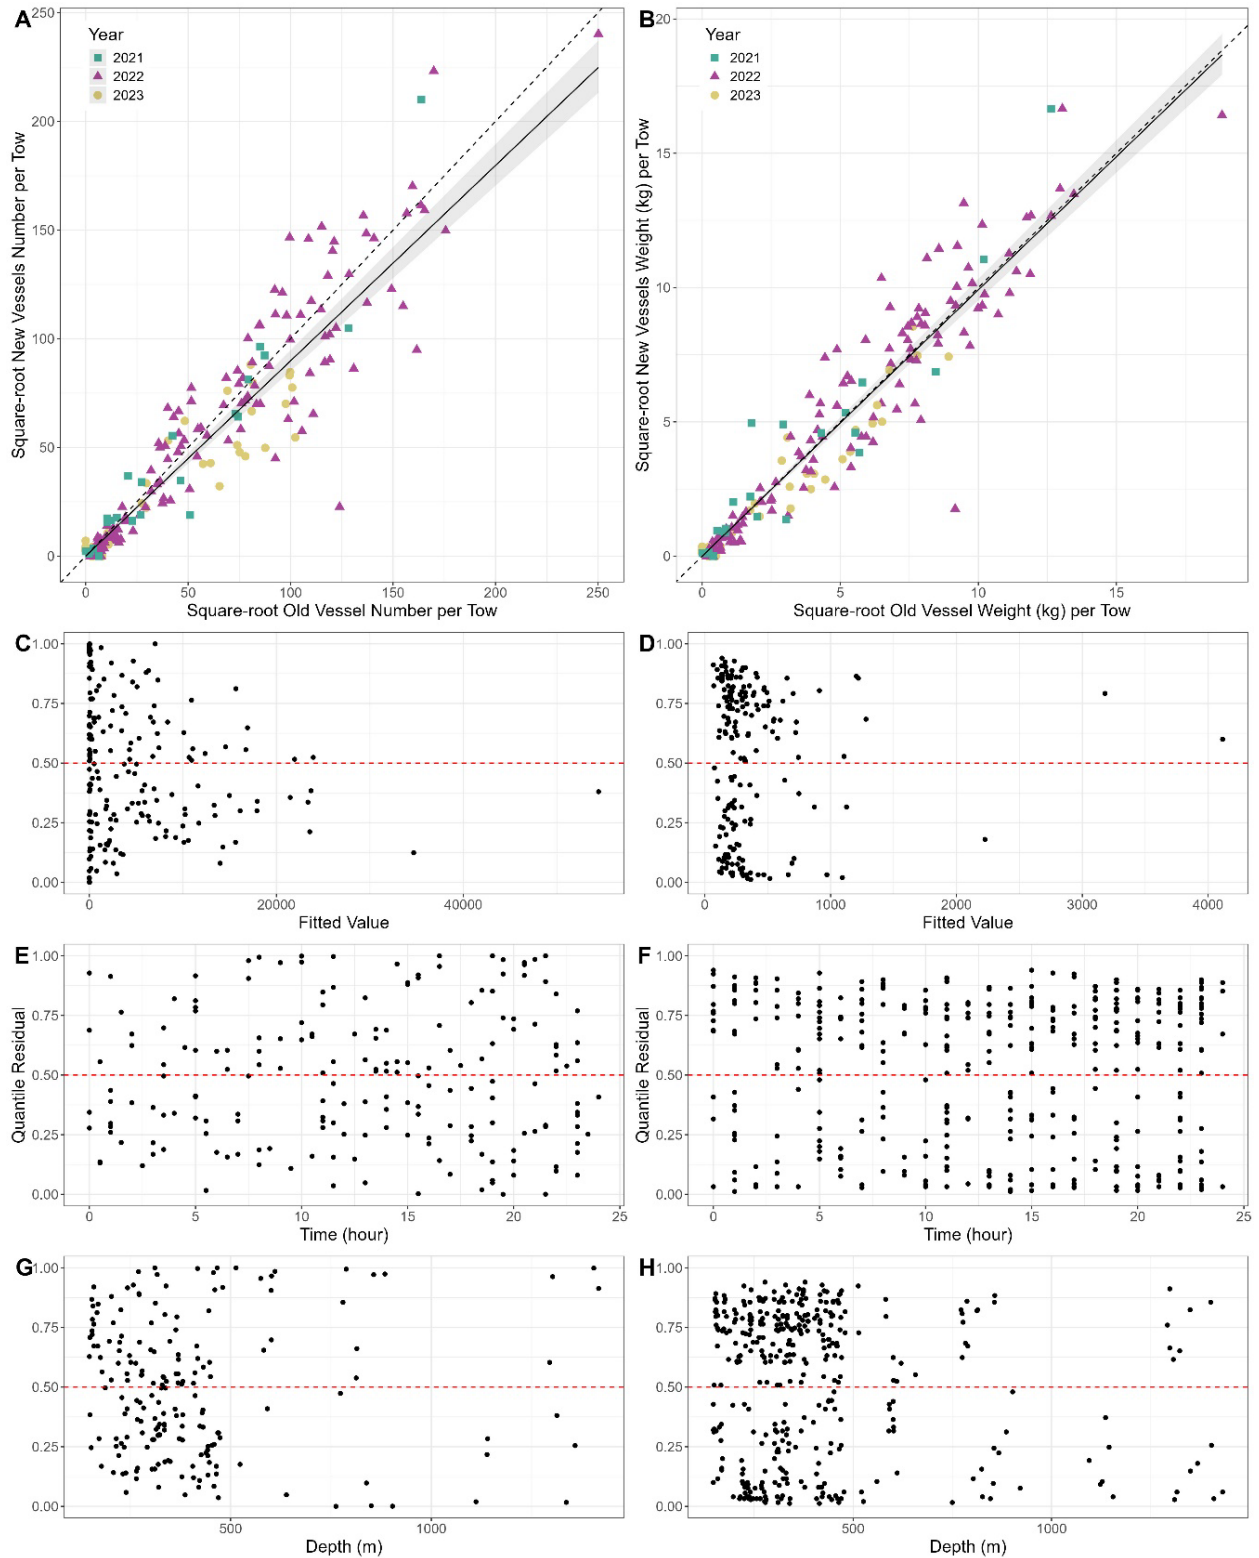 A
250
200
150
100
50
0
Square-root New Vessels Number per Tow
Year
2021
2022
2023
0 50 100 150 200 250
Square-root Old Vessel Number per Tow
B
20
15
10
5
0
Square-root New Vessels Weight (kg) per Tow
Year
2021
2022
2023
0 5 10 15
Square-root Old Vessel Weight (kg) per Tow
C
1.00
0.75
0.50
0.25
0.00
0 20000 40000
Fitted Value
D
1.00
0.75
0.50
0.25
0.00
0 1000 2000 3000 4000
Fitted Value
E
1.00
0.75
0.50
0.25
0.00
Quantile Residual
0 5 10 15 20 25
Time (hour)
F
1.00
0.75
0.50
0.25
0.00
Quantile Residual
0 5 10 15 20 25
Time (hour)
G
1.00
0.75
0.50
0.25
0.00
500 1000
Depth (m)
H
1.00
0.75
0.50
0.25
0.00
500 1000
Depth (m)